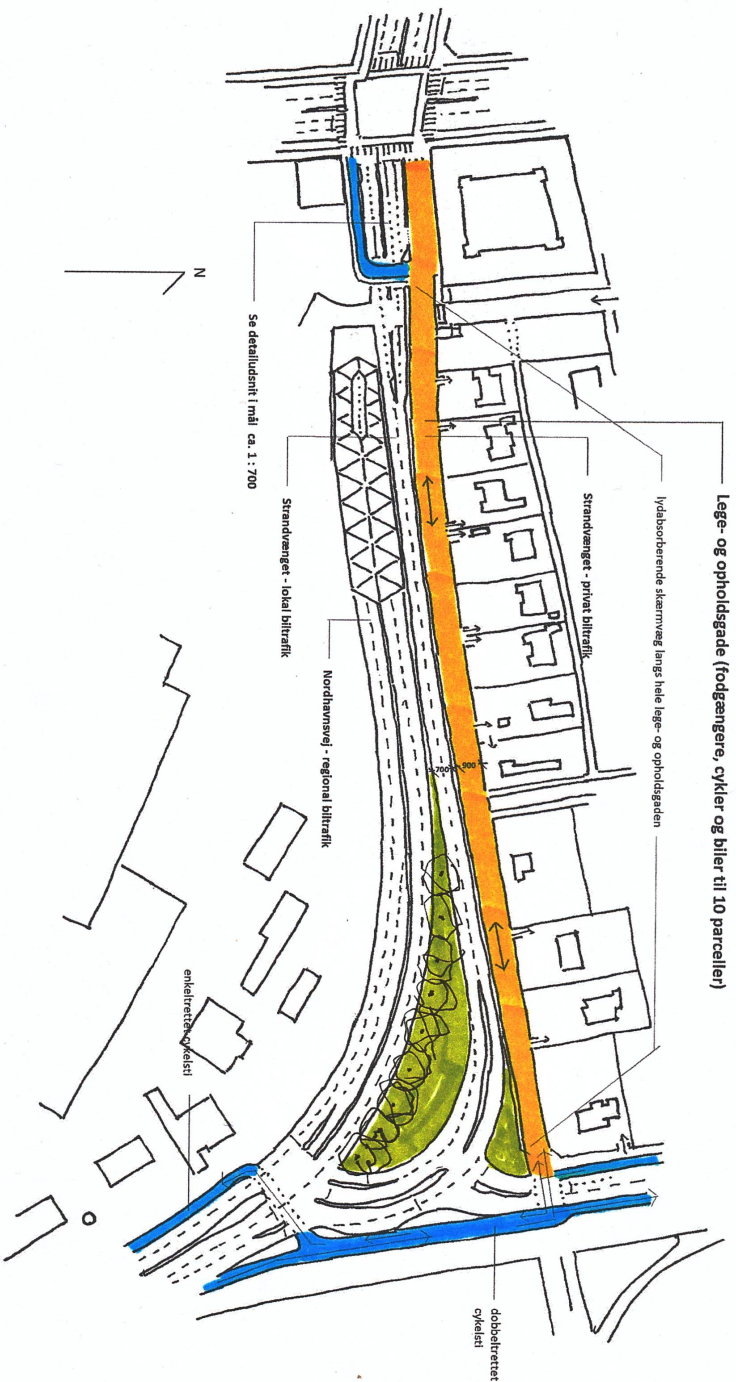 Lege- og opholdsgade (fodgængere, cykler og biler til 10 parceller)
lydabsorberende skærmvæg langs hele lege- og opholdsgaden
Strandvænget - privat biltrafik
900
700
Nordhavnsvej - regional biltrafik
Strandvænget - lokal biltrafik
Se detailudsnit i mål ca. 1 : 700
N
dobbeltrettet
cykelsti
enkeltrettet cykelsti